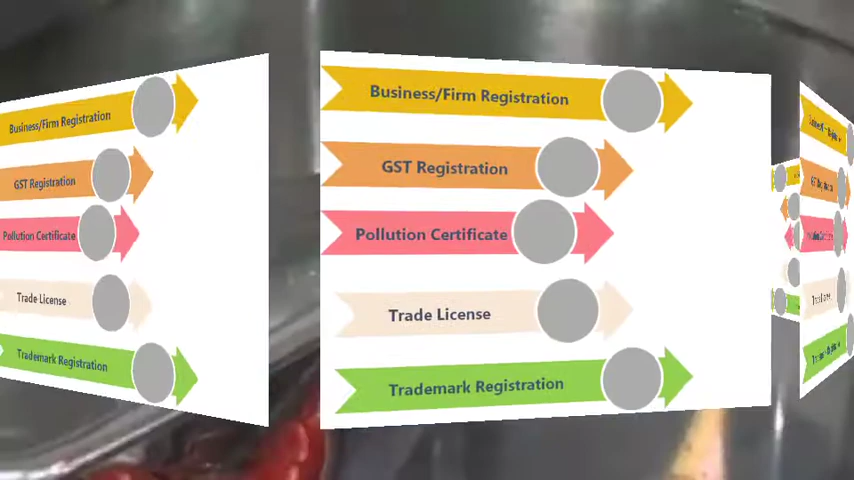 Business/Firm Registration
GST Registration
Pollution Certificate
Trade License
Trademark Registration
Business/Firm Registration
GST Registration
Pollution Certificate
Trade License
Trademark Registration